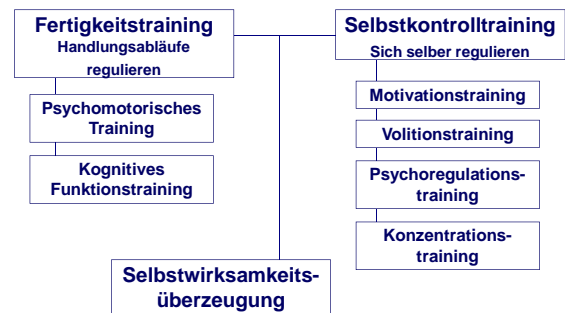 Fertigkeitstraining
Handlungsabläufe
regulieren
Psychomotorisches
Training
Kognitives
Funktionstraining
Selbstkontrolltraining
Sich selber regulieren
Motivationstraining
Volitionstraining
Psychoregulations-
training
Konzentrations-
training
Selbstwirksamkeits-
überzeugung